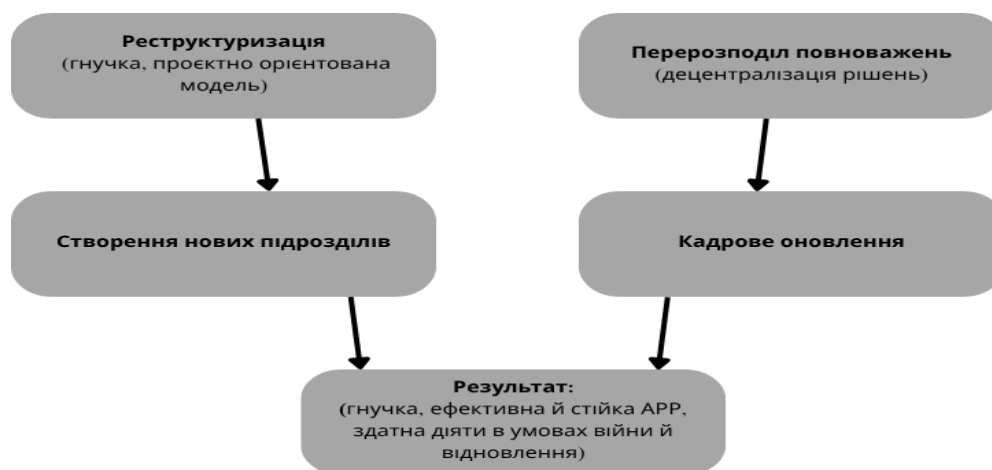 Реструктуризація
(гнучка, проєктно орієнтована
модель)
Перерозподіл повноважень
(децентралізація рішень)
Створення нових підрозділів
Кадрове оновлення
Результат:
(гнучка, ефективна й стійка АРР,
здатна діяти в умовах війни й
відновлення)